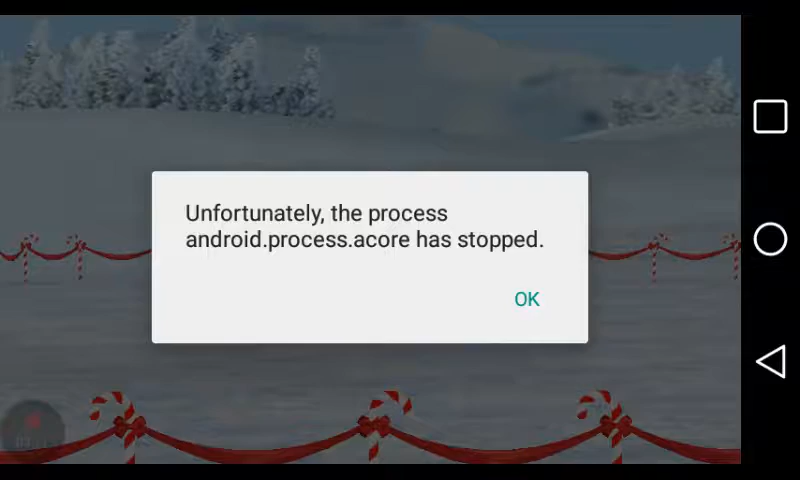 Unfortunately, the process
android.process.acore has stopped.
OK